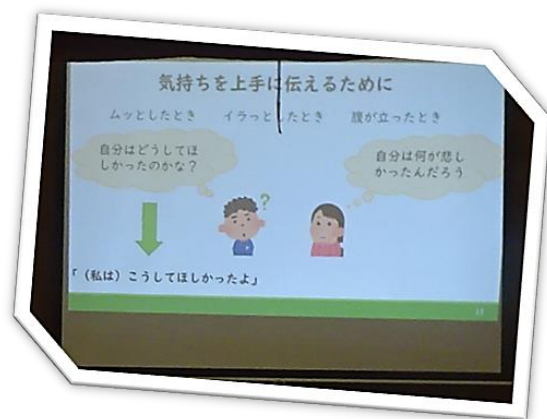 気持ちを上手に伝えるために
ムッとしたとき　イラっとしたとき　腹が立ったとき
自分はどうしてほ
しかったのかな？
自分は何が悲し
かったんだろう
?
「（私は）こうしてほしかったよ」